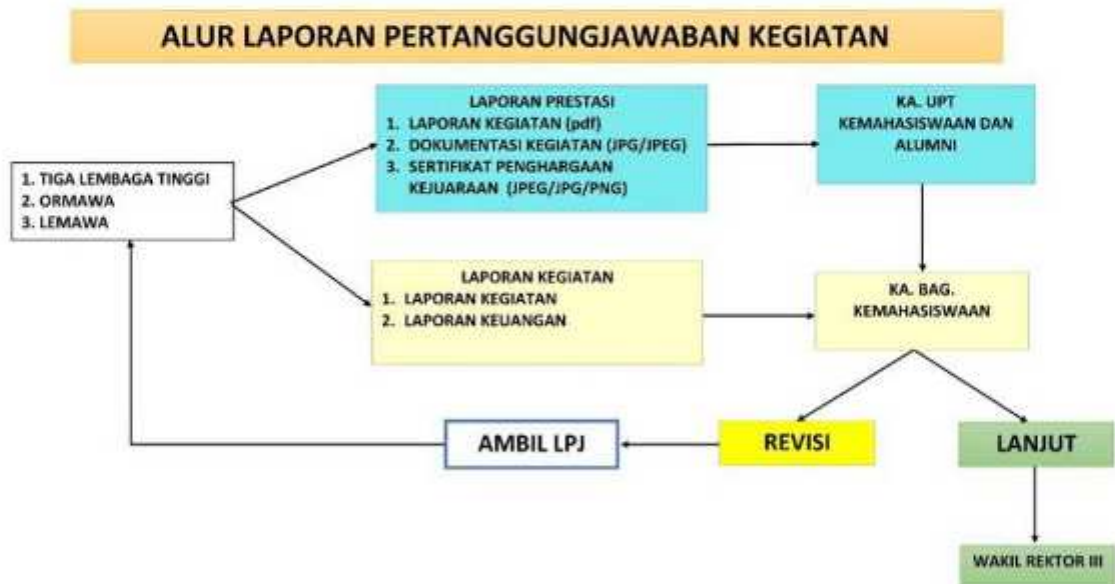 ALUR LAPORAN PERTANGGUNGJAWABAN KEGIATAN
1. TIGA LEMBAGA TINGGI
2. ORMAWA
3. LEMAWA
LAPORAN PRESTASI
1. LAPORAN KEGIATAN (pdf)
2. DOKUMENTASI KEGIATAN (JPG/JPEG)
3. SERTIFIKAT PENGHARGAAN
KEJUARAAN (JPEG/JPG/PNG)
KA. UPT
KEMAHASISWAAN DAN
ALUMNI
LAPORAN KEGIATAN
1. LAPORAN KEGIATAN
2. LAPORAN KEUANGAN
KA. BAG.
KEMAHASISWAAN
AMBIL LPJ
REVISI
LANJUT
WAKIL REKTOR III